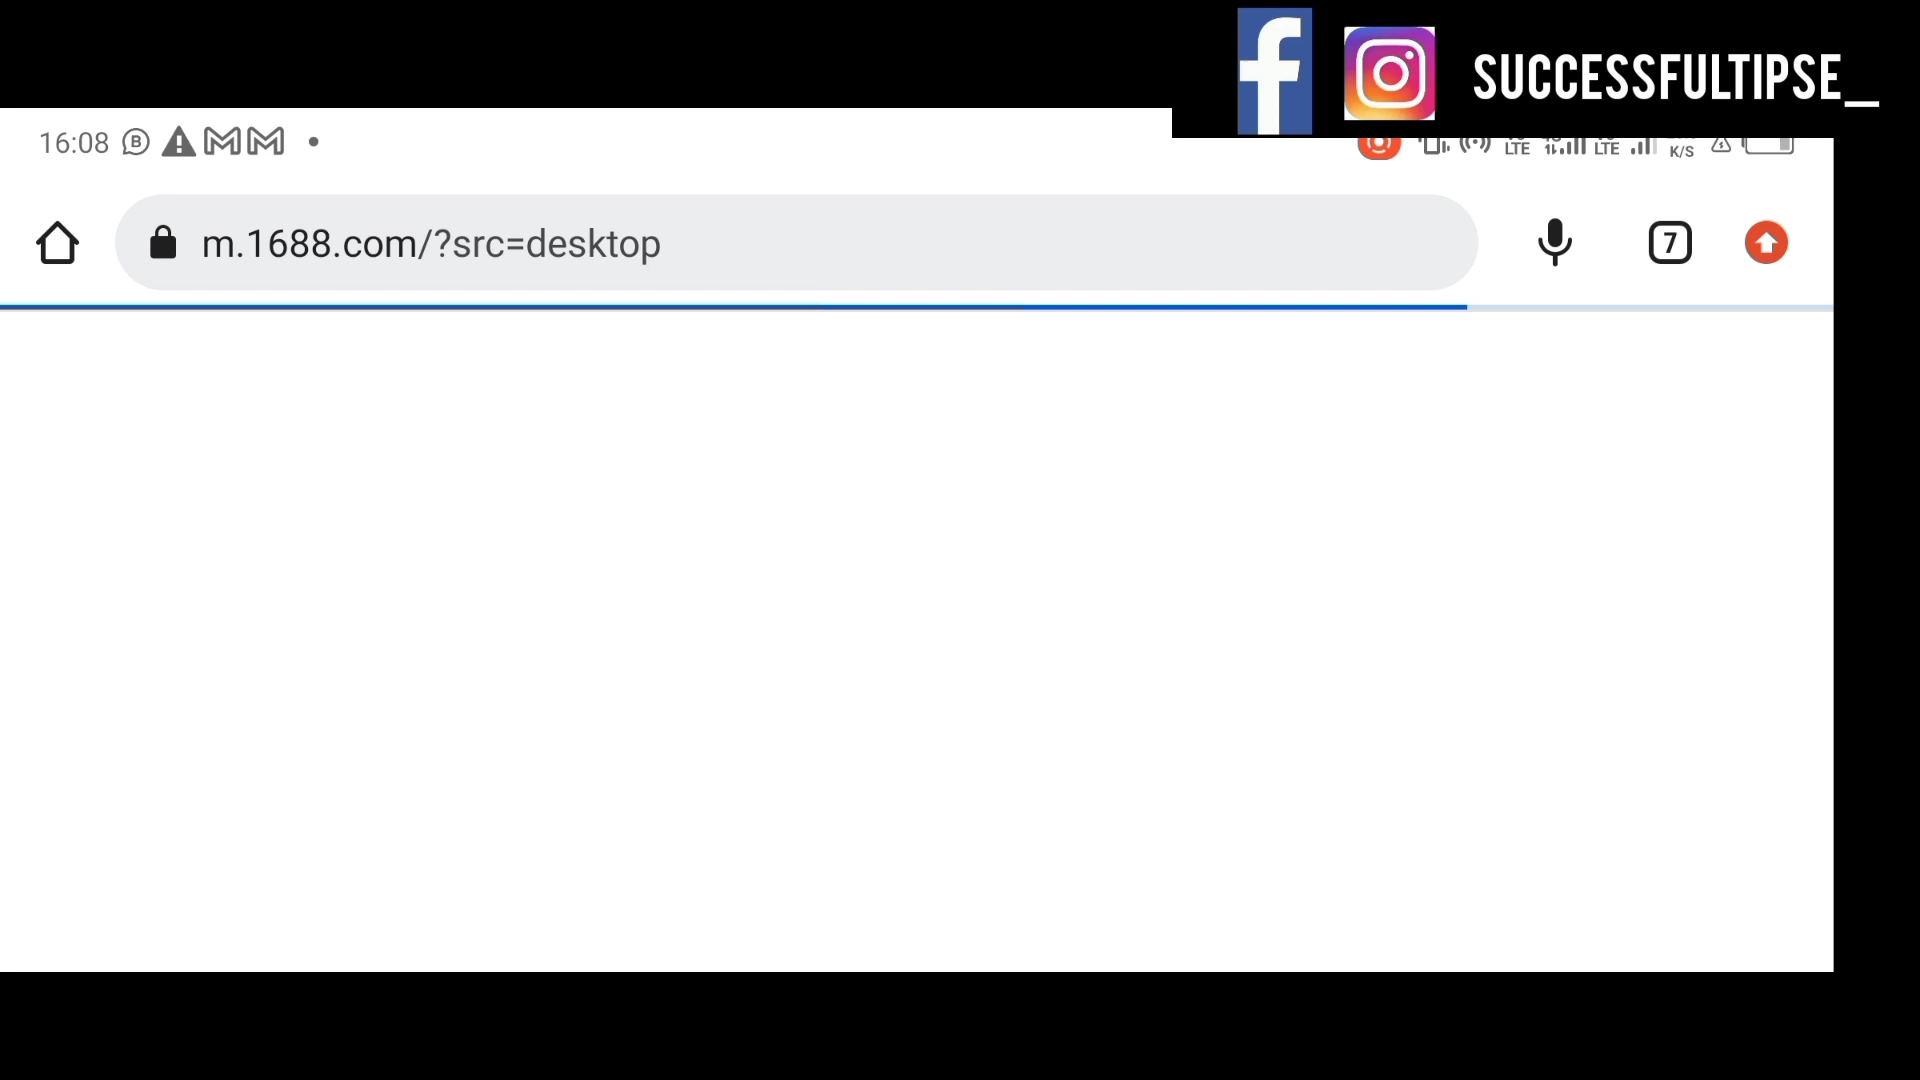 SUCCESSFULTIPSE_
16:08
LTE
LTE
K/S
m.1688.com/?src=desktop
7